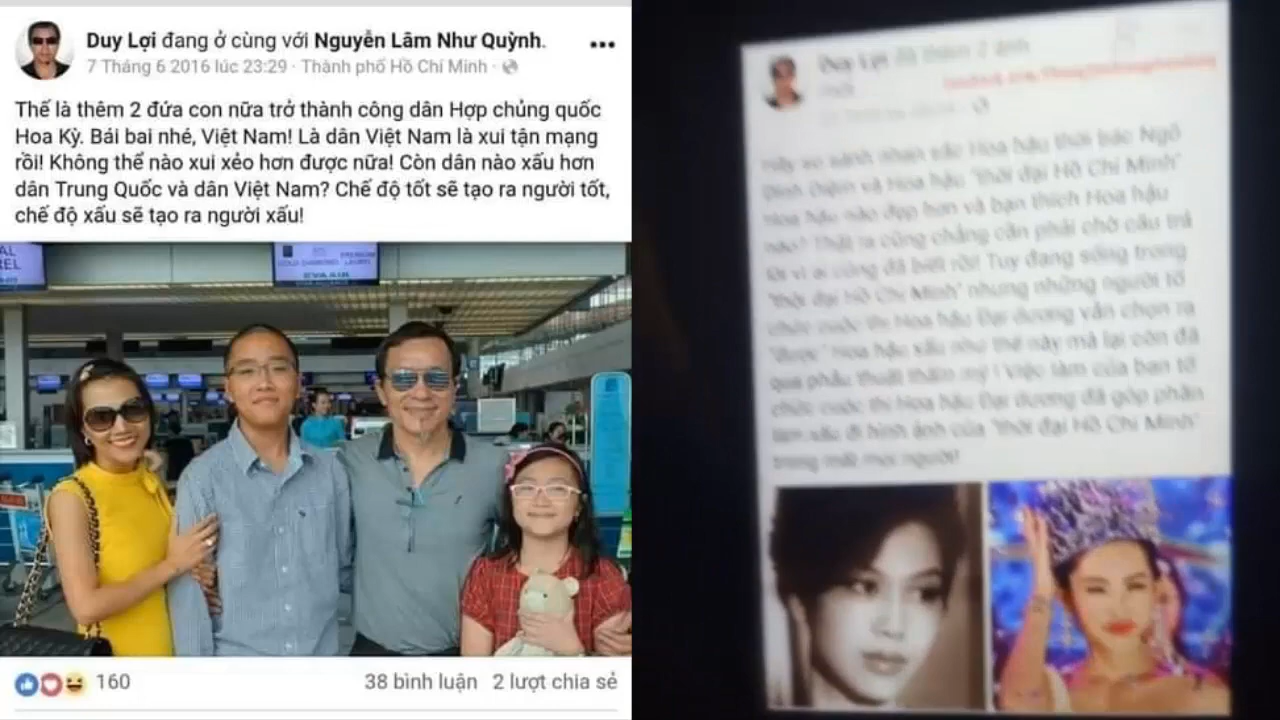 Duy Lợi đang ở cùng với Nguyễn Lâm Như Quỳnh.
7 Tháng 6 2016 lúc 23:29 · Thành phố Hồ Chí Minh ·
Thế là thêm 2 đứa con nữa trở thành công dân Hợp chủng quốc
Hoa Kỳ. Bái bai nhé, Việt Nam! Là dân Việt Nam là xui tận mạng
rồi! Không thể nào xui xẻo hơn được nữa! Còn dân nào xấu hơn
dân Trung Quốc và dân Việt Nam? Chế độ tốt sẽ tạo ra người tốt,
chế độ xấu sẽ tạo ra người xấu!
EVA AIR
160
38 bình luận 2 lượt chia sẻ
Duy Lợi đã thêm 2 ảnh
mới
Hãy so sánh nhan sắc Hoa hậu thời bác Ngô
Đình Diệm và Hoa hậu "thời đại Hồ Chí Minh"
Hoa hậu nào đẹp hơn và bạn thích Hoa hậu
nào? Thật ra cũng chẳng cần phải chờ câu trả
lời vì ai cũng đã biết rồi! Tuy đang sống trong
"thời đại Hồ Chí Minh" nhưng những người tổ
chức cuộc thi Hoa hậu Đại dương vẫn chọn ra
"được" Hoa hậu xấu như thế này mà lại còn đã
qua phẫu thuật thẩm mỹ! Việc làm của ban tổ
chức cuộc thi Hoa hậu Đại dương đã góp phần
làm xấu đi hình ảnh của "thời đại Hồ Chí Minh"
trong mắt mọi người!